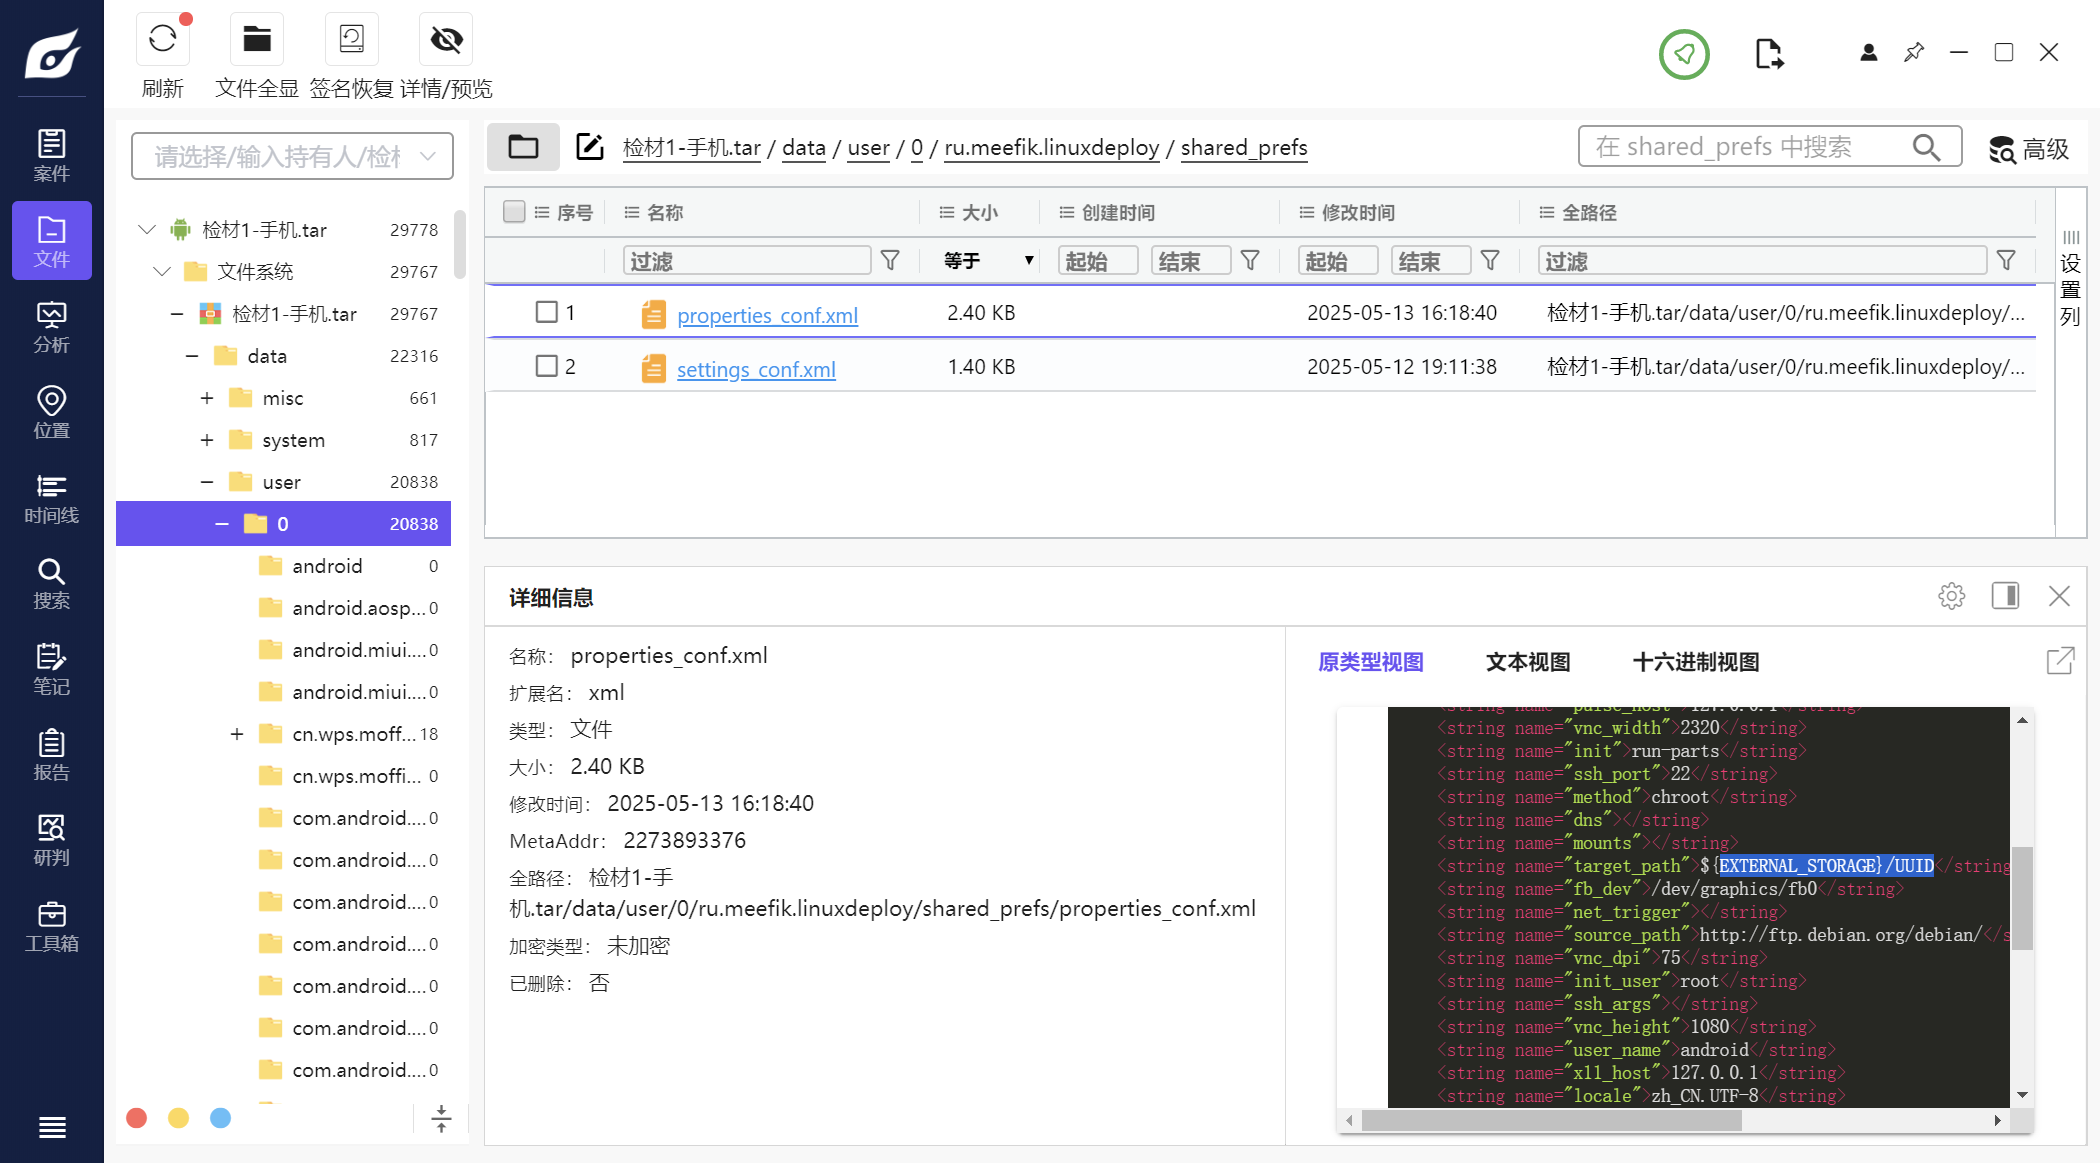 刷新
文件全显
签名恢复
详情/预览
案件
文件
分析
位置
时间线
搜索
笔记
报告
研判
工具箱
请选择/输入持有人/检材
检材1-手机.tar 29778
文件系统 29767
检材1-手机.tar 29767
data 22316
misc 661
system 817
user 20838
0 20838
android 0
android.aosp... 0
android.miui.... 0
android.miui.... 0
cn.wps.moff... 18
cn.wps.moffi... 0
com.android.... 0
com.android.... 0
com.android.... 0
com.android.... 0
com.android.... 0
com.android.... 0
com.android.... 0
检材1-手机.tar / data / user / 0 / ru.meefik.linuxdeploy / shared_prefs
在 shared_prefs 中搜索
高级
序号 名称 大小 创建时间 修改时间 全路径
过滤 等于 起始 结束 起始 结束 过滤
1 properties_conf.xml 2.40 KB 2025-05-13 16:18:40 检材1-手机.tar/data/user/0/ru.meefik.linuxdeploy/...
2 settings_conf.xml 1.40 KB 2025-05-12 19:11:38 检材1-手机.tar/data/user/0/ru.meefik.linuxdeploy/...
设置列
详细信息
名称： properties_conf.xml
扩展名： xml
类型： 文件
大小： 2.40 KB
修改时间： 2025-05-13 16:18:40
MetaAddr： 2273893376
全路径： 检材1-手
机.tar/data/user/0/ru.meefik.linuxdeploy/shared_prefs/properties_conf.xml
加密类型： 未加密
已删除： 否
原类型视图 文本视图 十六进制视图
<string name="pulse_host">127.0.0.1</string>
<string name="vnc_width">2320</string>
<string name="init">run-parts</string>
<string name="ssh_port">22</string>
<string name="method">chroot</string>
<string name="dns"></string>
<string name="mounts"></string>
<string name="target_path">${EXTERNAL_STORAGE}/UUID</string
<string name="fb_dev">/dev/graphics/fb0</string>
<string name="net_trigger"></string>
<string name="source_path">http://ftp.debian.org/debian/</s
<string name="vnc_dpi">75</string>
<string name="init_user">root</string>
<string name="ssh_args"></string>
<string name="vnc_height">1080</string>
<string name="user_name">android</string>
<string name="x11_host">127.0.0.1</string>
<string name="locale">zh_CN.UTF-8</string>